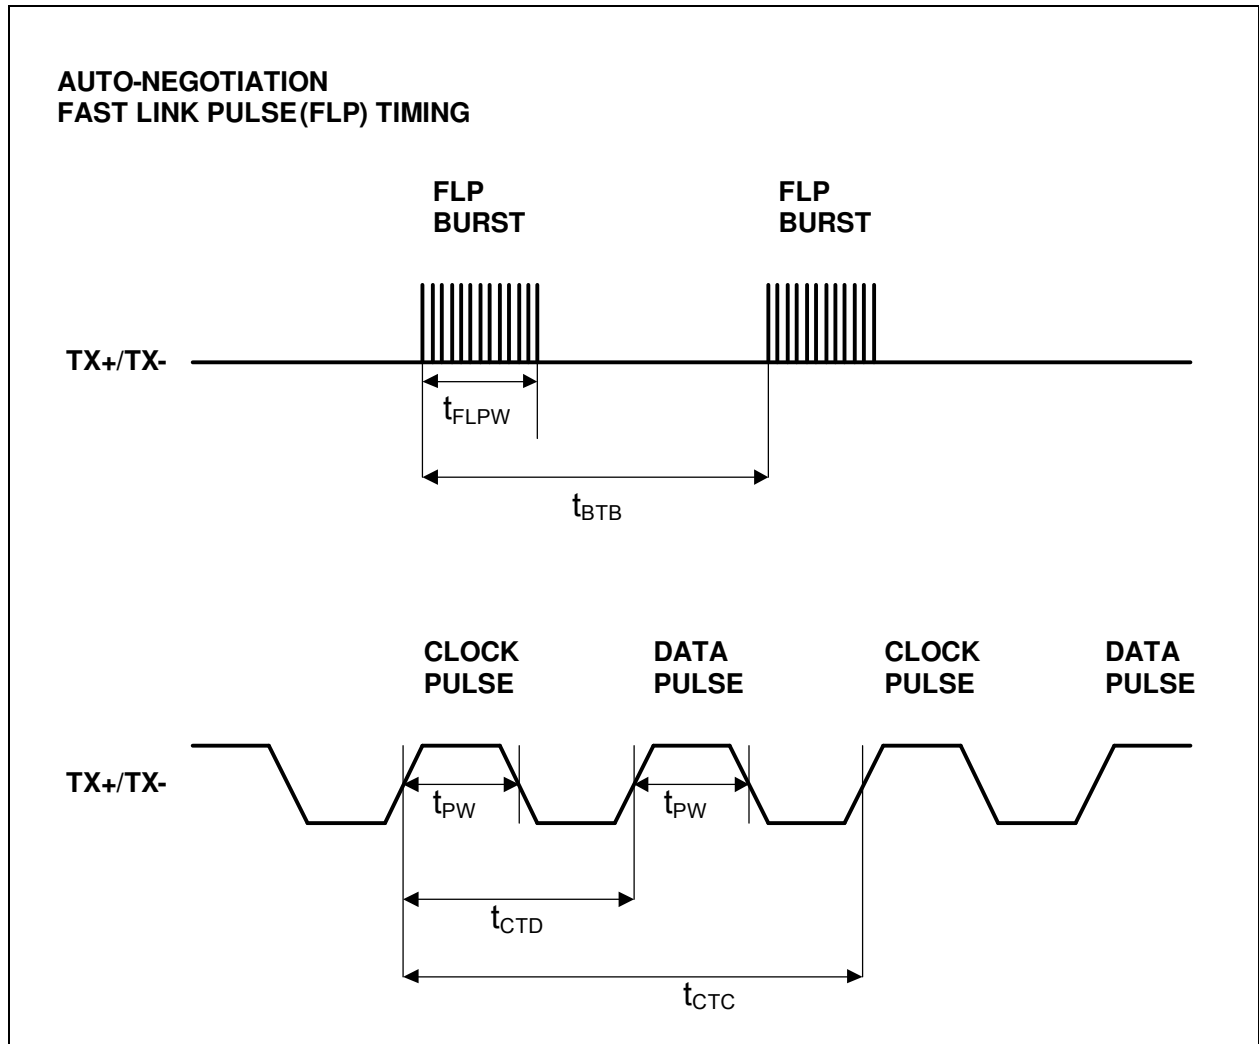 AUTO-NEGOTIATION
FAST LINK PULSE (FLP) TIMING
FLP
BURST
FLP
BURST
TX+/TX-
tFLPW
tBTB
CLOCK
PULSE
DATA
PULSE
CLOCK
PULSE
DATA
PULSE
TX+/TX-
tPW
tPW
tCTD
tCTC